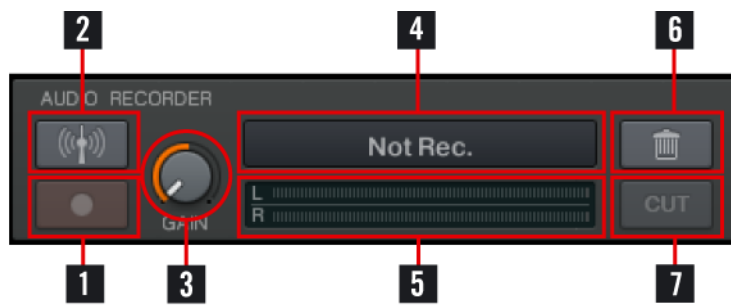 2 4 6
AUDIO RECORDER
Not Rec.
L
R
CUT
GAIN
1 3 5 7